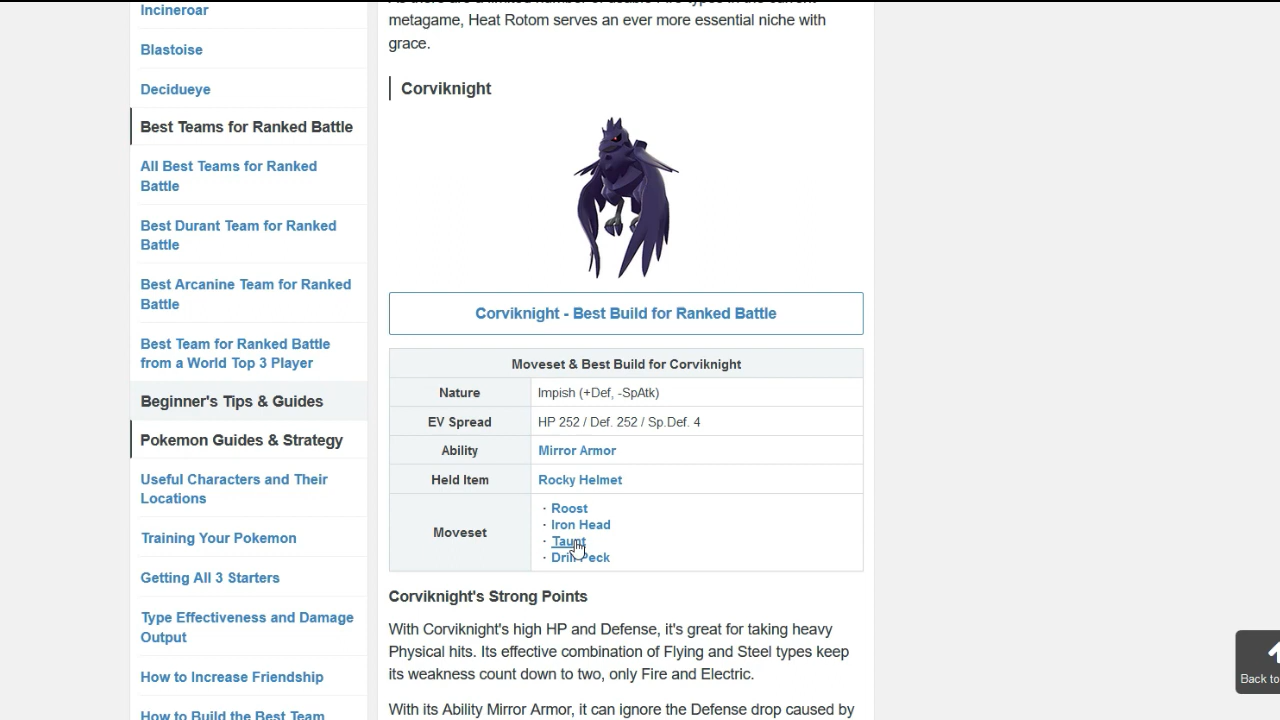 Incineroar
Blastoise
Decidueye
Best Teams for Ranked Battle
All Best Teams for Ranked
Battle
Best Durant Team for Ranked
Battle
Best Arcanine Team for Ranked
Battle
Best Team for Ranked Battle
from a World Top 3 Player
Beginner's Tips & Guides
Pokemon Guides & Strategy
Useful Characters and Their
Locations
Training Your Pokemon
Getting All 3 Starters
Type Effectiveness and Damage
Output
How to Increase Friendship
How to Build the Best Team
metagame, Heat Rotom serves an ever more essential niche with
grace.
Corviknight
Corviknight - Best Build for Ranked Battle
Moveset & Best Build for Corviknight
Nature Impish (+Def, -SpAtk)
EV Spread HP 252 / Def. 252 / Sp.Def. 4
Ability Mirror Armor
Held Item Rocky Helmet
Moveset
· Roost
· Iron Head
· Taunt
· Drill Peck
Corviknight's Strong Points
With Corviknight's high HP and Defense, it's great for taking heavy
Physical hits. Its effective combination of Flying and Steel types keep
its weakness count down to two, only Fire and Electric.
With its Ability Mirror Armor, it can ignore the Defense drop caused by
Back to